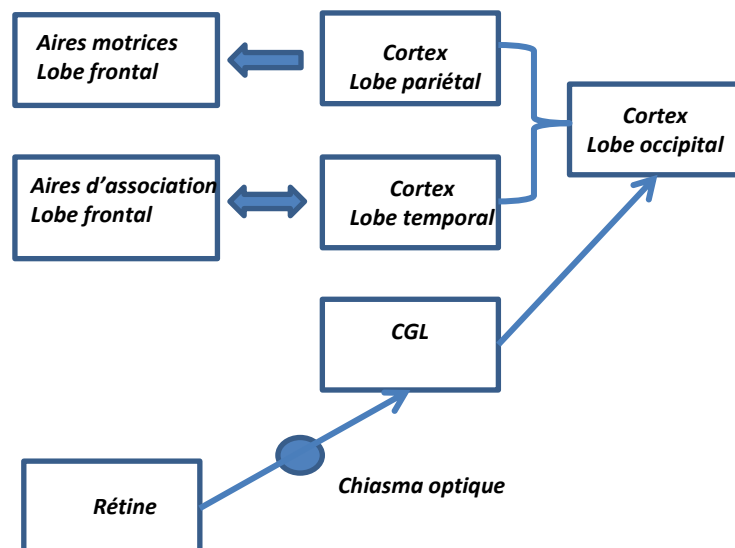 Aires motrices
Lobe frontal
Cortex
Lobe pariétal
Cortex
Lobe occipital
Aires d'association
Lobe frontal
Cortex
Lobe temporal
CGL
Chiasma optique
Rétine